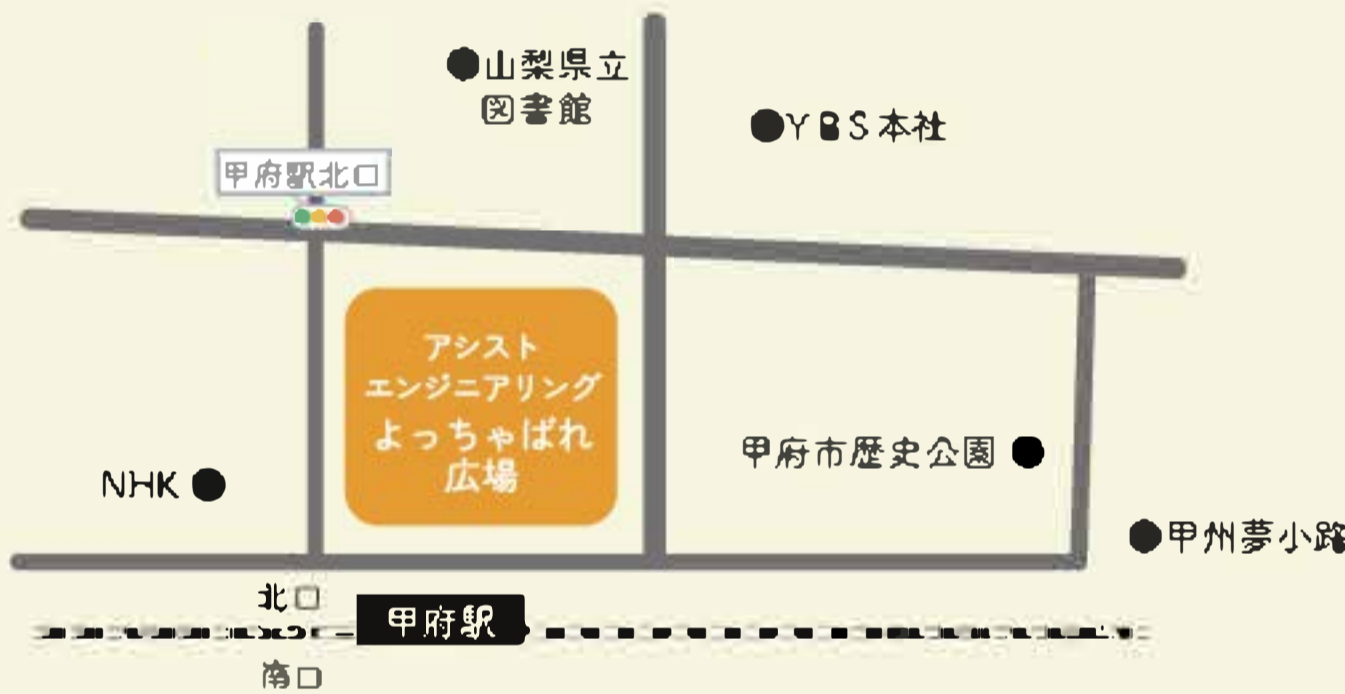 ●山梨県立
図書館
●YBS本社
甲府駅北口
アシスト
エンジニアリング
よっちゃばれ
広場
甲府市歴史公園●
NHK●
●甲州夢小路
北口
甲府駅
南口